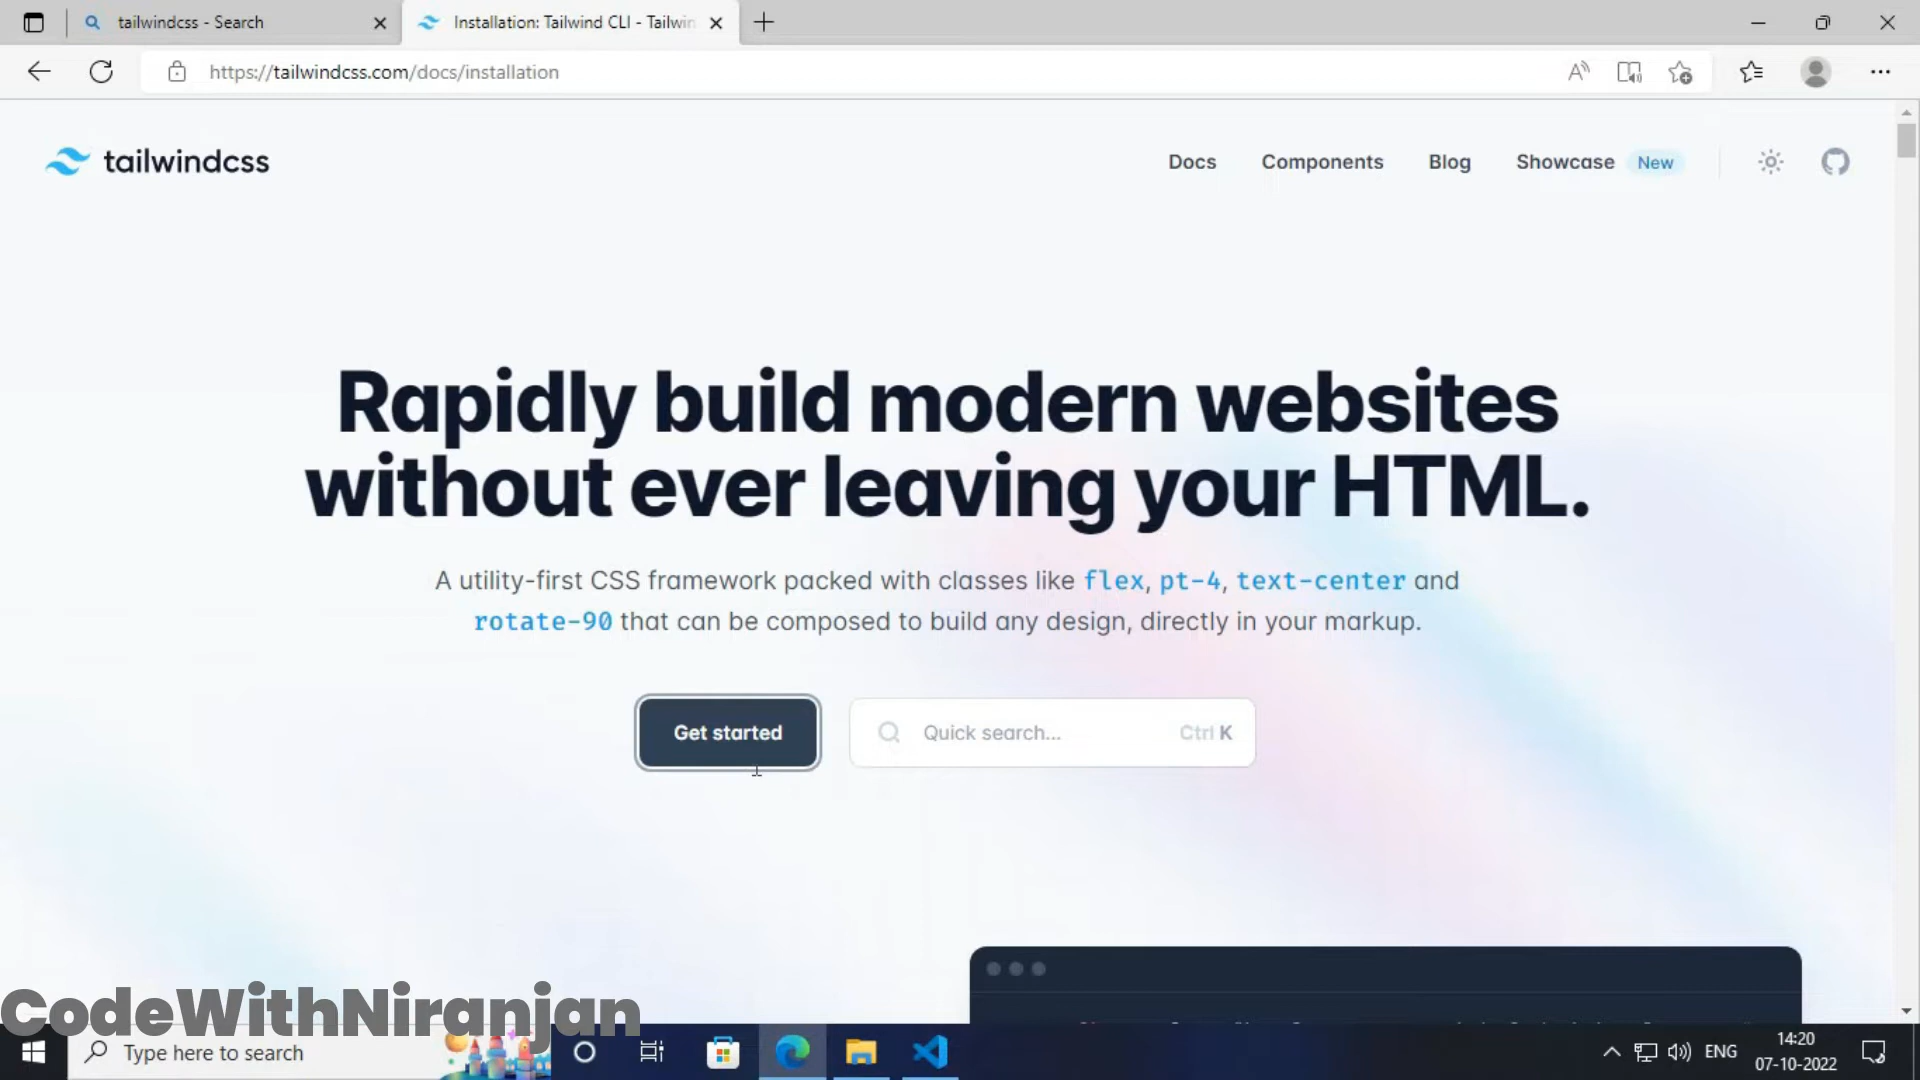 tailwindcss - Search
Installation: Tailwind CLI - Tailwin
https://tailwindcss.com/docs/installation
tailwindcss
Docs
Components
Blog
Showcase
New
Rapidly build modern websites
without ever leaving your HTML.
A utility-first CSS framework packed with classes like flex, pt-4, text-center and
rotate-90 that can be composed to build any design, directly in your markup.
Get started
Quick search...
Ctrl K
CodeWithNiranjan
Type here to search
ENG
14:20
07-10-2022